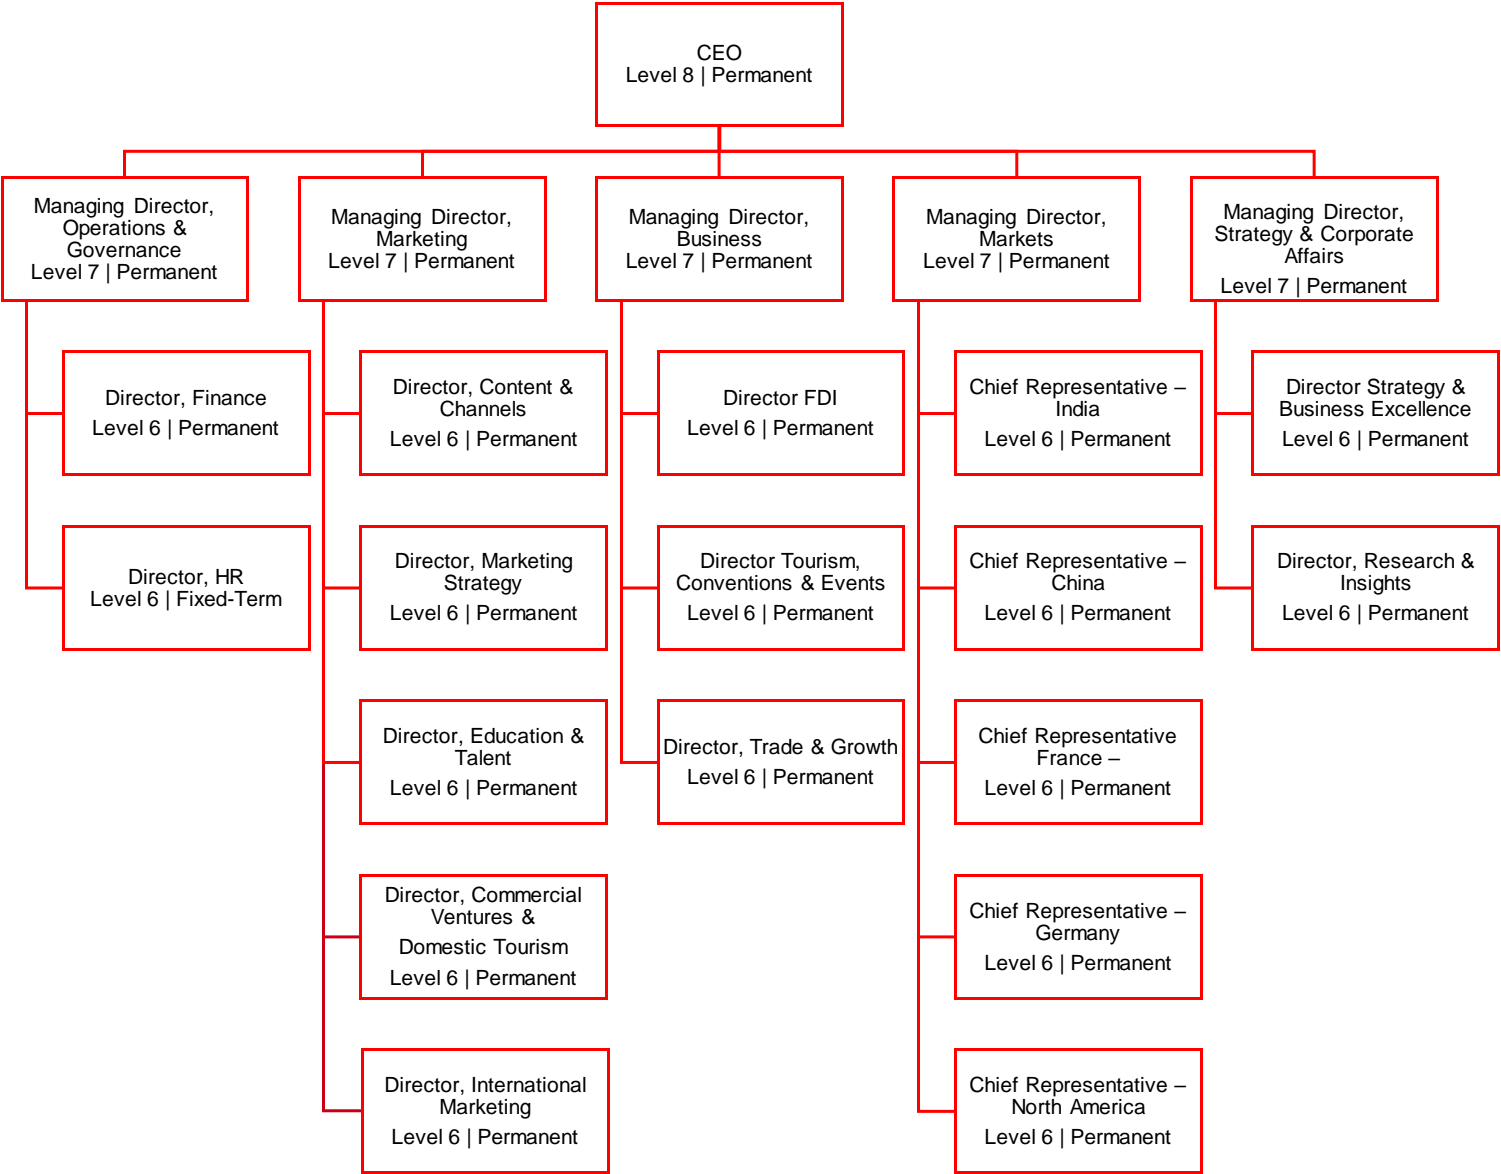 CEO
Level 8 | Permanent
Managing Director,
Operations &
Governance
Level 7 | Permanent
Managing Director,
Marketing
Level 7 | Permanent
Managing Director,
Business
Level 7 | Permanent
Managing Director,
Markets
Level 7 | Permanent
Managing Director,
Strategy & Corporate
Affairs
Level 7 | Permanent
Director, Finance
Level 6 | Permanent
Director, HR
Level 6 | Fixed-Term
Director, Content &
Channels
Level 6 | Permanent
Director, Marketing
Strategy
Level 6 | Permanent
Director, Education &
Talent
Level 6 | Permanent
Director, Commercial
Ventures &
Domestic Tourism
Level 6 | Permanent
Director, International
Marketing
Level 6 | Permanent
Director FDI
Level 6 | Permanent
Director Tourism,
Conventions & Events
Level 6 | Permanent
Director, Trade & Growth
Level 6 | Permanent
Chief Representative –
India
Level 6 | Permanent
Chief Representative –
China
Level 6 | Permanent
Chief Representative
France –
Level 6 | Permanent
Chief Representative –
Germany
Level 6 | Permanent
Chief Representative –
North America
Level 6 | Permanent
Director Strategy &
Business Excellence
Level 6 | Permanent
Director, Research &
Insights
Level 6 | Permanent